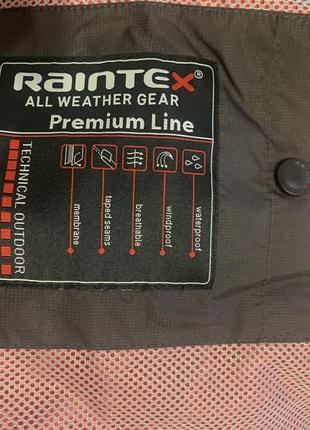 RAINTEX®
ALL WEATHER GEAR
Premium Line
TECHNICAL OUTDOOR
membrane
taped seams
breathable
windproof
waterproof